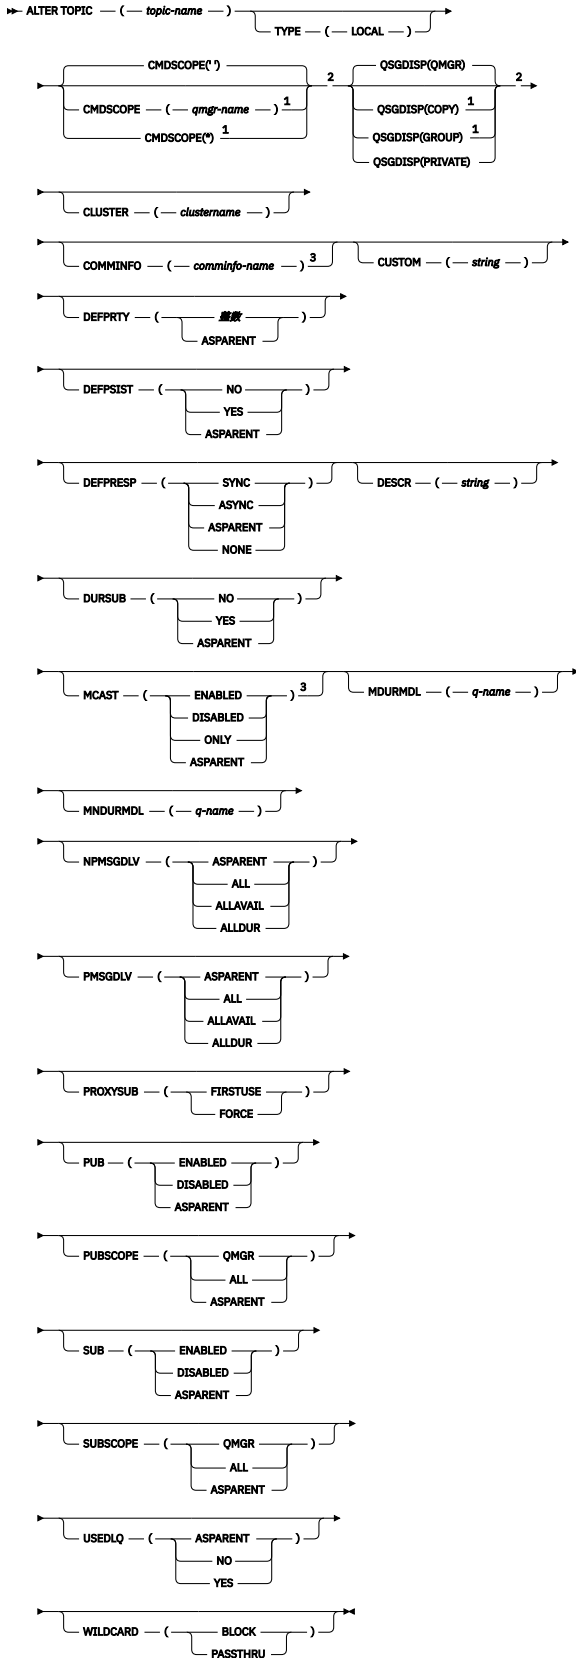 ALTER TOPIC ( topic-name )
TYPE ( LOCAL )
CMDSCOPE(' ')
CMDSCOPE ( qmgr-name ) 1
CMDSCOPE(*) 1
2
QSGDISP(QMGR)
QSGDISP(COPY) 1
QSGDISP(GROUP) 1
QSGDISP(PRIVATE)
2
CLUSTER ( clustername )
COMMINFO ( comminfo-name ) 3
CUSTOM ( string )
DEFPRTY ( 整数 )
ASPARENT
DEFPSIST ( NO )
YES
ASPARENT
DEFPRESP ( SYNC )
ASYNC
ASPARENT
NONE
DESCR ( string )
DURSUB ( NO )
YES
ASPARENT
MCAST ( ENABLED ) 3
DISABLED
ONLY
ASPARENT
MDURMDL ( q-name )
MNDURMDL ( q-name )
NPMSGDLV ( ASPARENT )
ALL
ALLAVAIL
ALLDUR
PMSGDLV ( ASPARENT )
ALL
ALLAVAIL
ALLDUR
PROXYSUB ( FIRSTUSE )
FORCE
PUB ( ENABLED )
DISABLED
ASPARENT
PUBSCOPE ( QMGR )
ALL
ASPARENT
SUB ( ENABLED )
DISABLED
ASPARENT
SUBSCOPE ( QMGR )
ALL
ASPARENT
USEDLQ ( ASPARENT )
NO
YES
WILDCARD ( BLOCK )
PASSTHRU